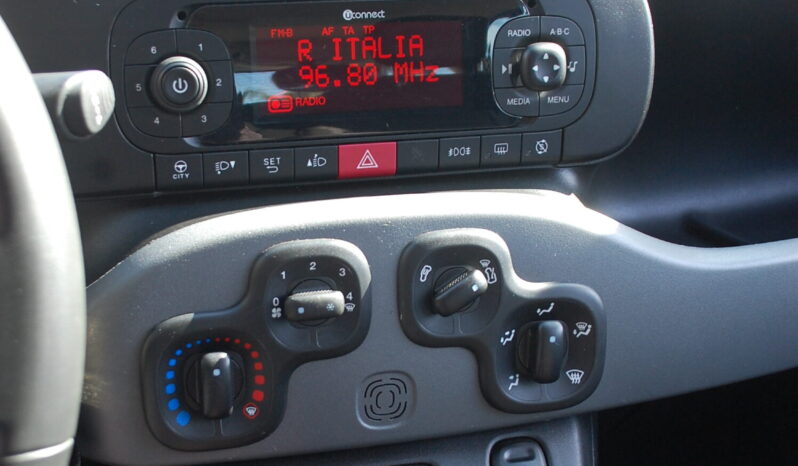 uconnect
FM-B AF TA TP
R ITALIA
96.80 MHz
RADIO
6 1
5 2
4 3
RADIO A·B·C
MEDIA MENU
CITY
SET
0 1 2 3 4